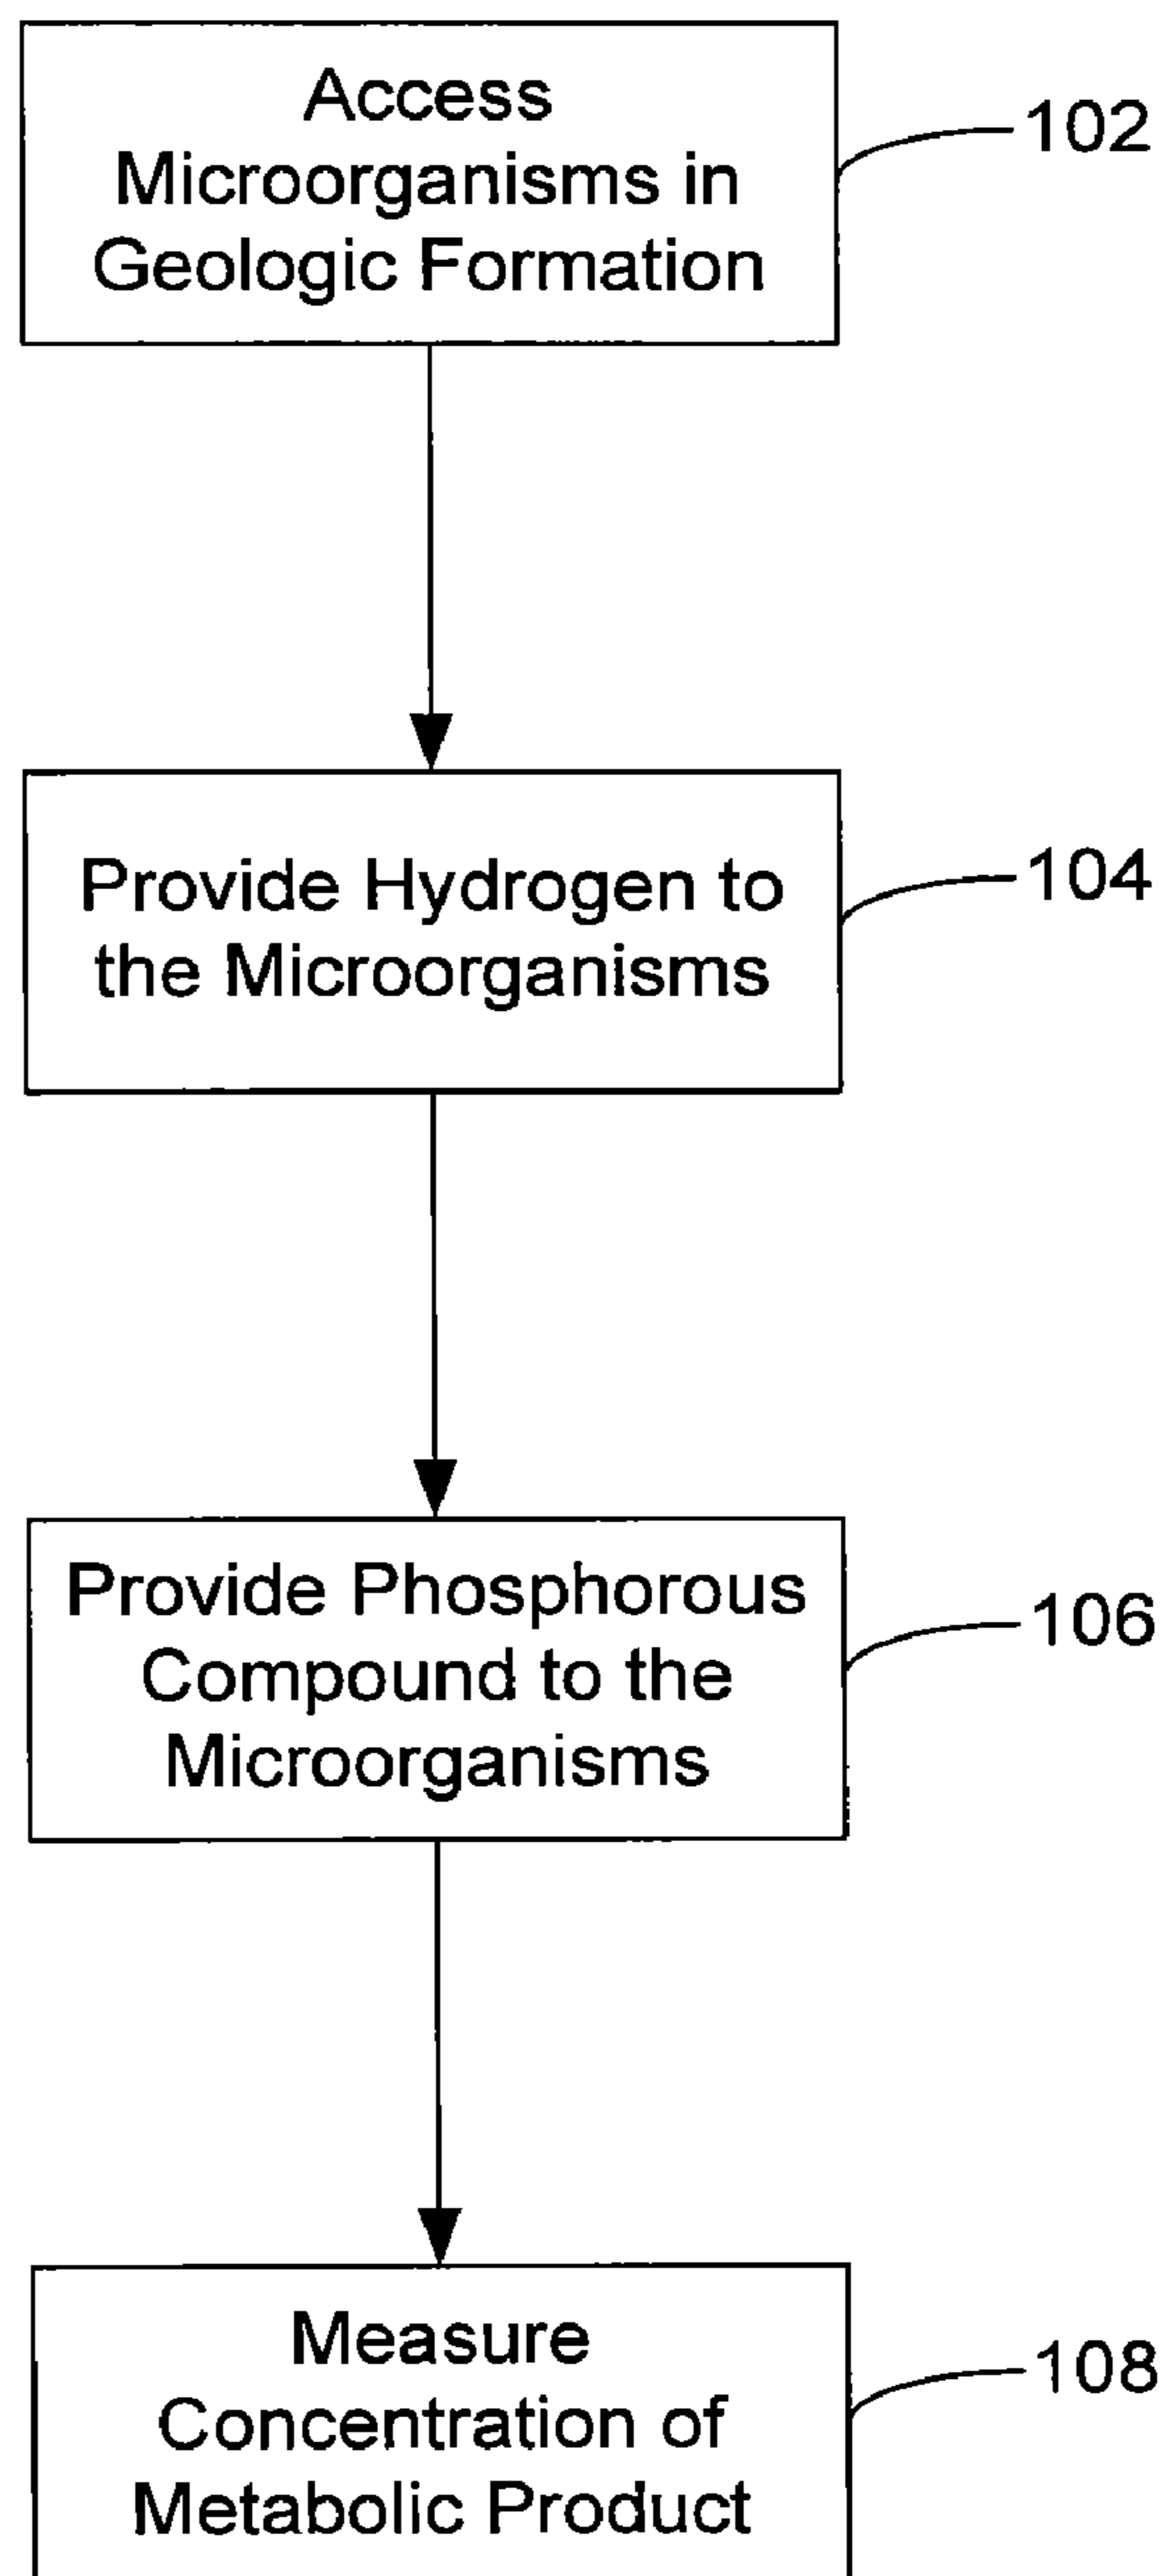 Access
Microorganisms in
Geologic Formation
102
Provide Hydrogen to
the Microorganisms
104
Provide Phosphorous
Compound to the
Microorganisms
106
Measure
Concentration of
Metabolic Product
108